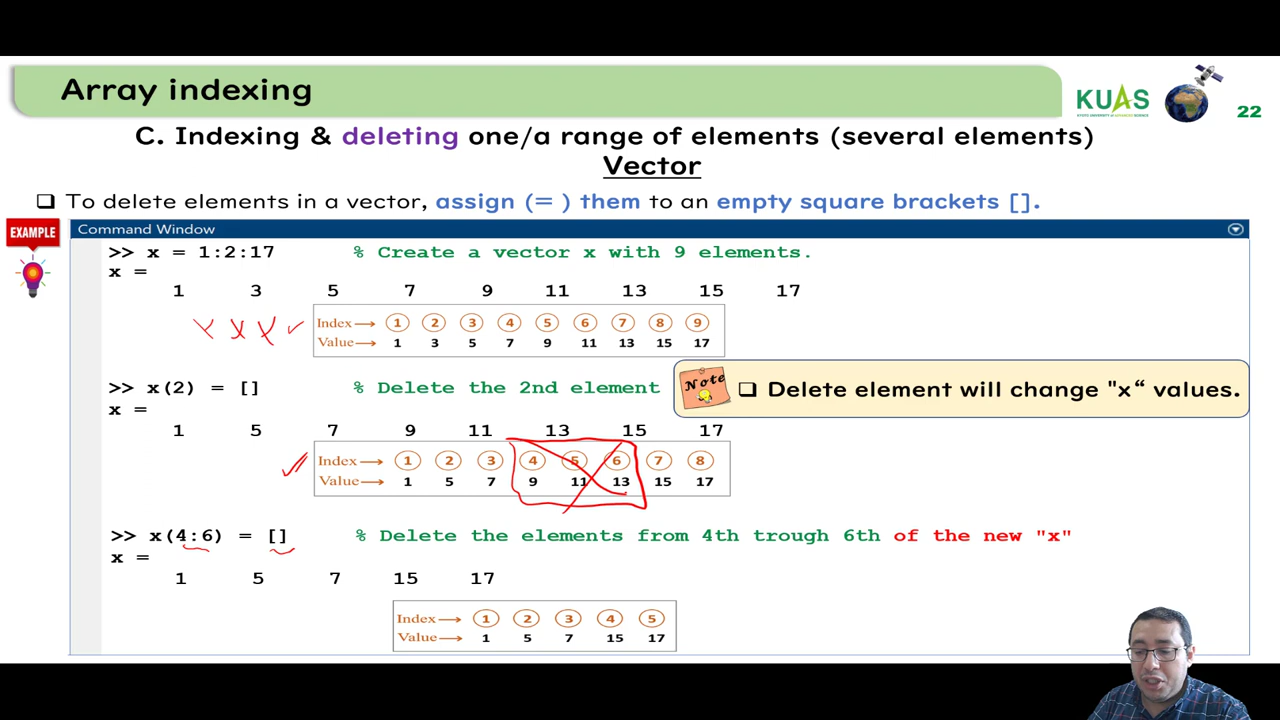 Array indexing
KUAS
22
C. Indexing & deleting one/a range of elements (several elements)
Vector
❑ To delete elements in a vector, assign (= ) them to an empty square brackets [].
EXAMPLE
Command Window
>> x = 1:2:17 % Create a vector x with 9 elements.
x =
1 3 5 7 9 11 13 15 17
Index → 1 2 3 4 5 6 7 8 9
Value → 1 3 5 7 9 11 13 15 17
>> x(2) = [] % Delete the 2nd element
Note
❑ Delete element will change "x“ values.
x =
1 5 7 9 11 13 15 17
Index → 1 2 3 4 5 6 7 8
Value → 1 5 7 9 11 13 15 17
>> x(4:6) = [] % Delete the elements from 4th trough 6th of the new "x"
x =
1 5 7 15 17
Index → 1 2 3 4 5
Value → 1 5 7 15 17